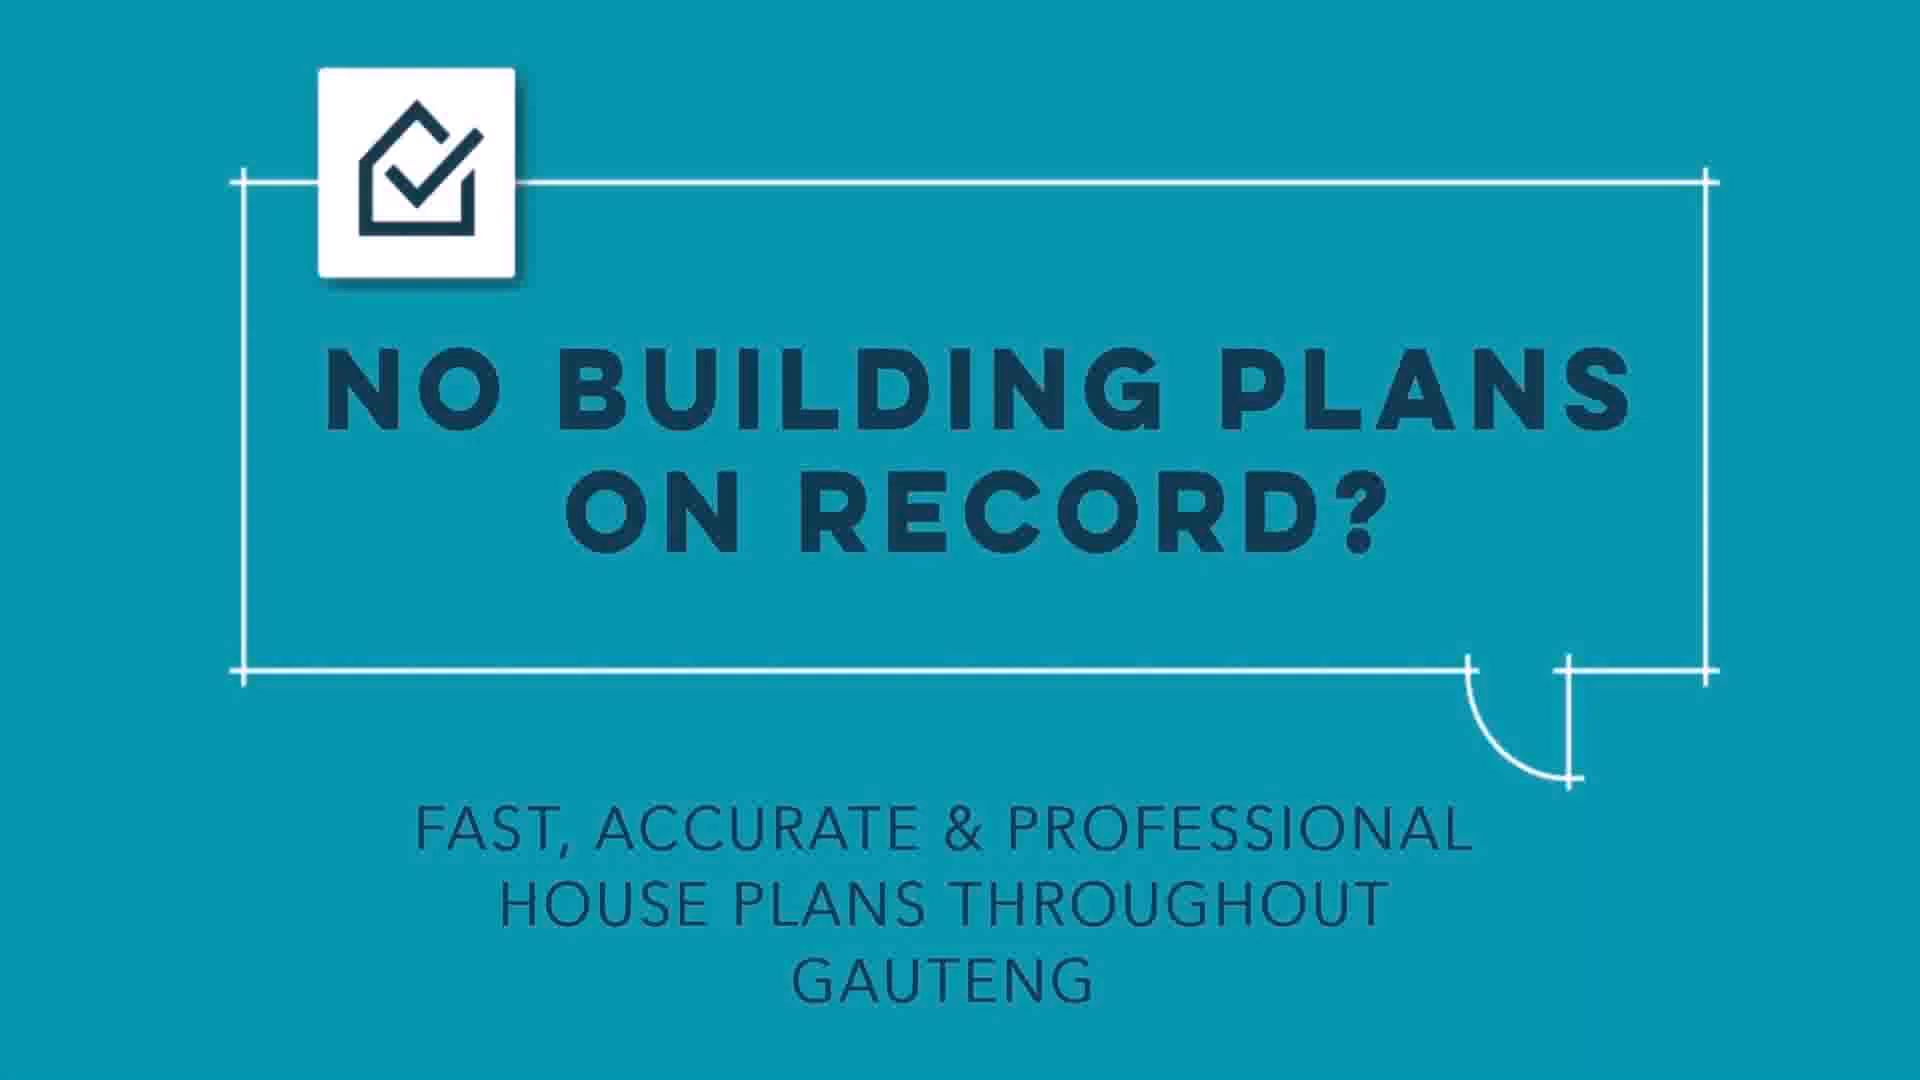 NO BUILDING PLANS
ON RECORD?
FAST, ACCURATE & PROFESSIONAL
HOUSE PLANS THROUGHOUT
GAUTENG